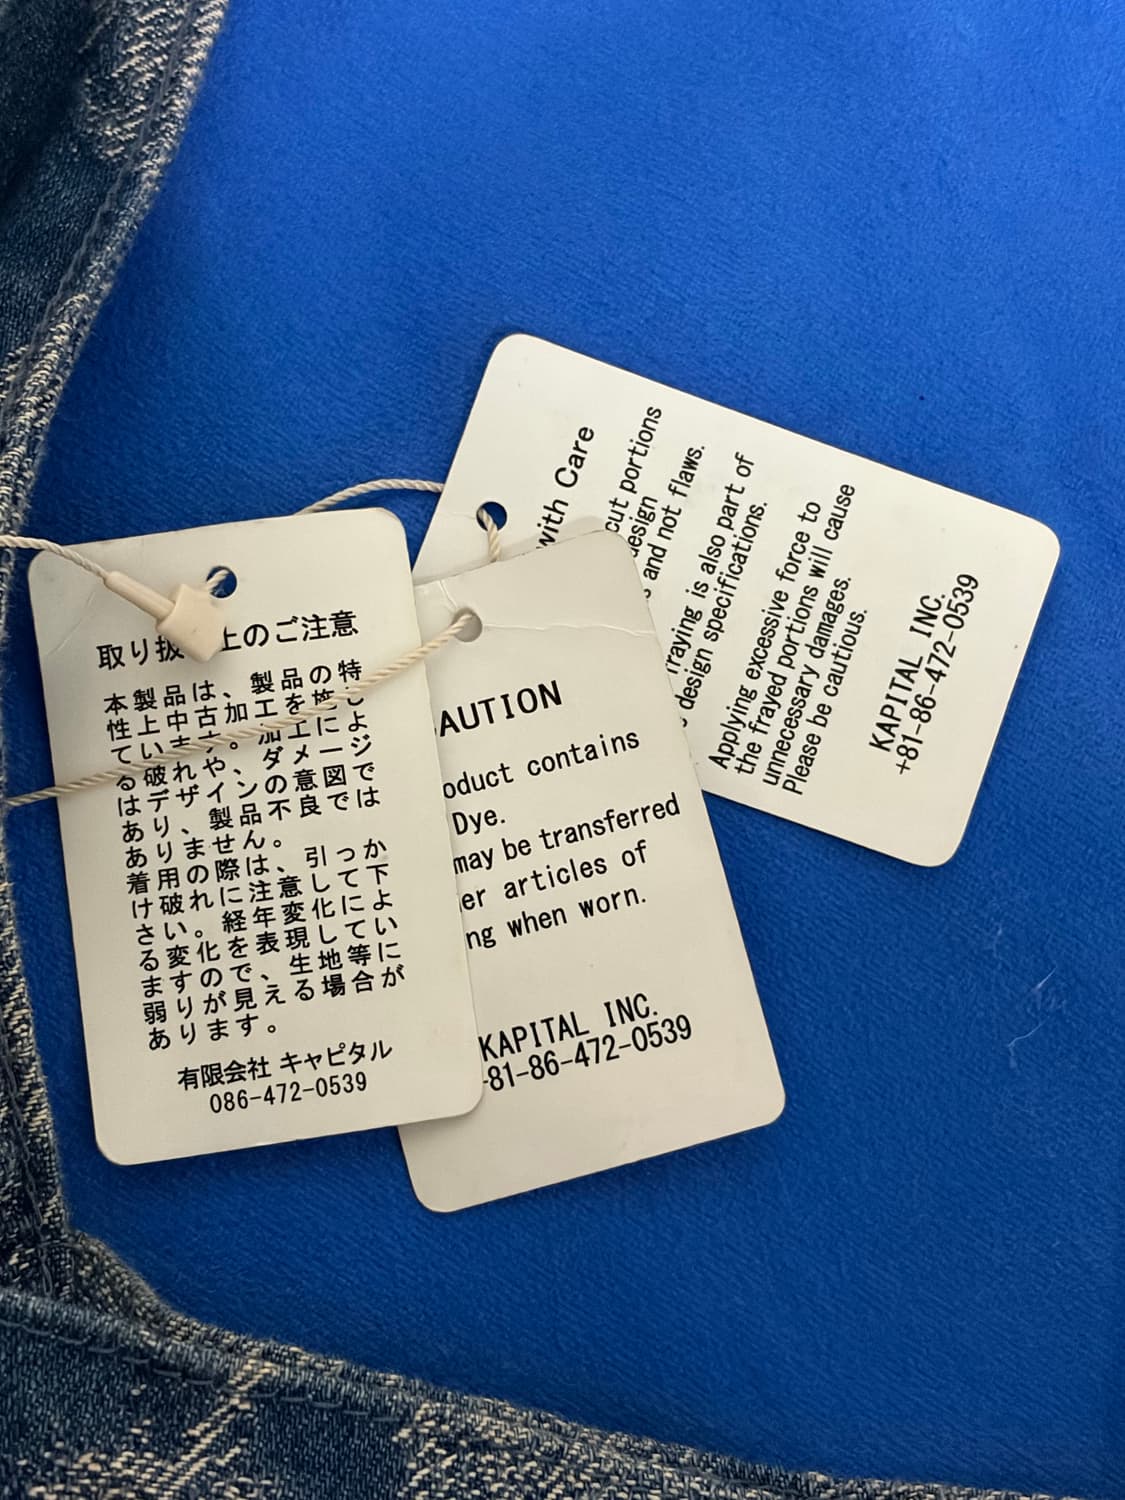 取り扱 上のご注意
本製品は、製品の特
性上中古加工を施し
ています。加工によ
る破れや、ダメージ
はデザインの意図で
あり、製品不良では
ありません。
着用の際は、引っか
け破れに注意して下
さい。経年変化によ
る変化を表現してい
ますので、生地等に
弱りが見える場合が
あります。
有限会社 キャピタル
086-472-0539
AUTION
oduct contains
Dye.
may be transferred
er articles of
ng when worn.
KAPITAL INC.
-81-86-472-0539
with Care
cut portions
design
and not flaws.
fraying is also part of
design specifications.
Applying excessive force to
the frayed portions will cause
unnecessary damages.
Please be cautious.
KAPITAL INC.
+81-86-472-0539